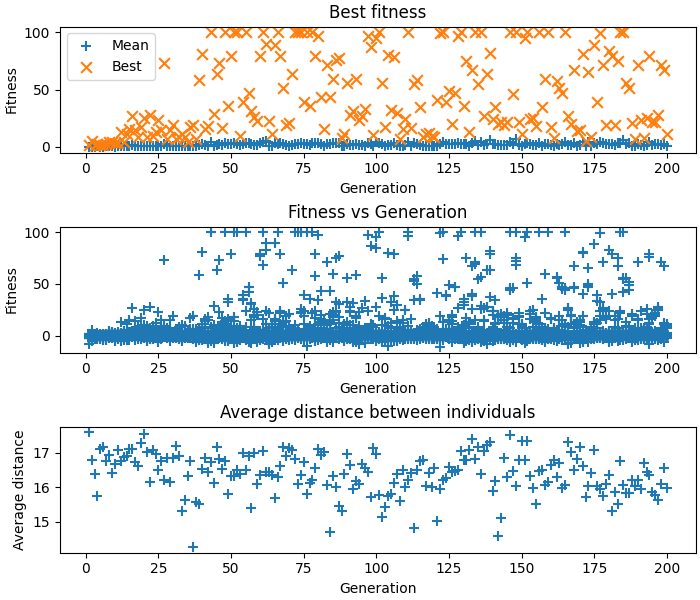 Best fitness
100
50
0
Fitness
Mean
Best
0 25 50 75 100 125 150 175 200
Generation
Fitness vs Generation
100
50
0
Fitness
0 25 50 75 100 125 150 175 200
Generation
Average distance between individuals
17
16
15
Average distance
0 25 50 75 100 125 150 175 200
Generation